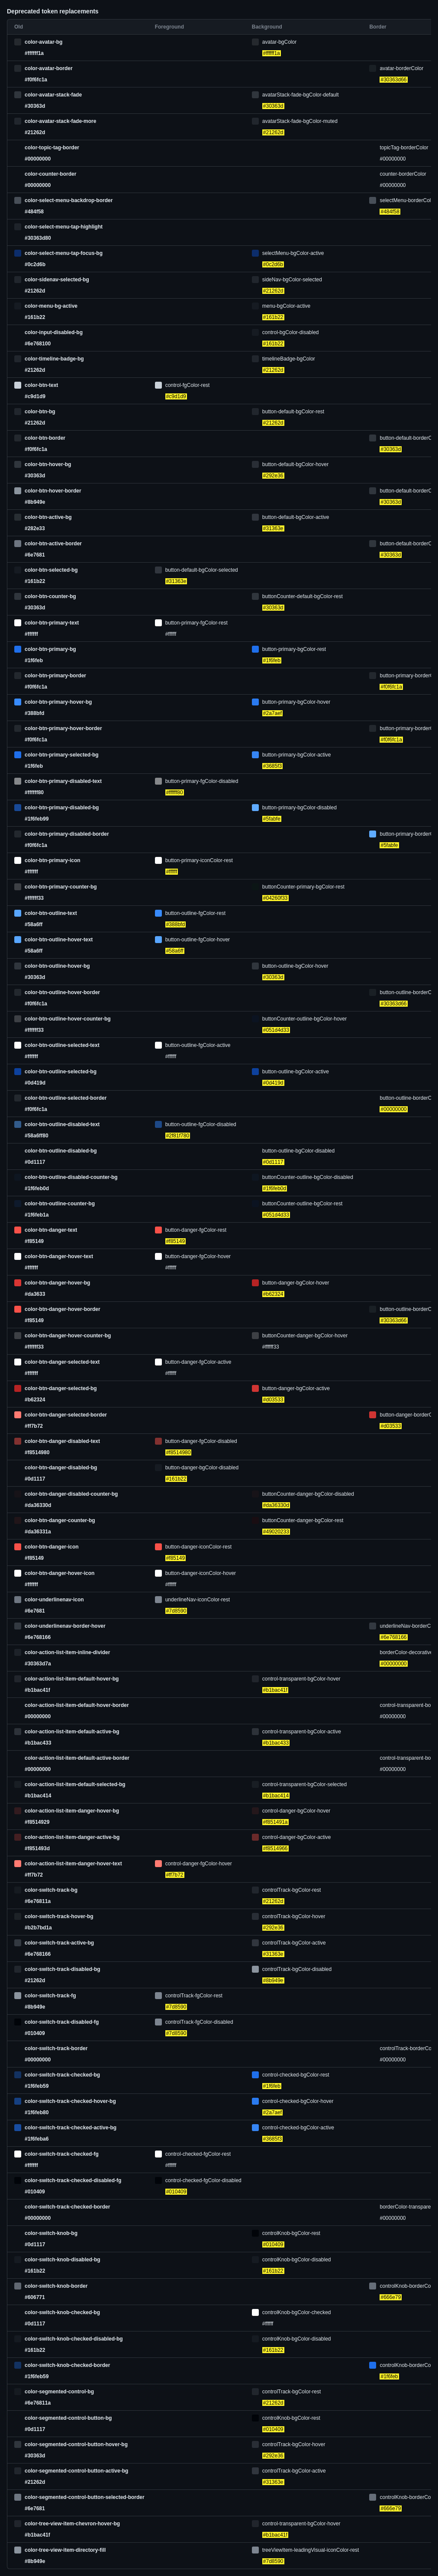 Deprecated token replacements
Old Foreground Background Border
color-avatar-bg avatar-bgColor
#ffffff1a #ffffff1a
color-avatar-border avatar-borderColor
#f0f6fc1a #30363d66
color-avatar-stack-fade avatarStack-fade-bgColor-default
#30363d #30363d
color-avatar-stack-fade-more avatarStack-fade-bgColor-muted
#21262d #21262d
color-topic-tag-border topicTag-borderColor
#00000000 #00000000
color-counter-border counter-borderColor
#00000000 #00000000
color-select-menu-backdrop-border selectMenu-borderCol
#484f58 #484f58
color-select-menu-tap-highlight
#30363d80
color-select-menu-tap-focus-bg selectMenu-bgColor-active
#0c2d6b #0c2d6b
color-sidenav-selected-bg sideNav-bgColor-selected
#21262d #21262d
color-menu-bg-active menu-bgColor-active
#161b22 #161b22
color-input-disabled-bg control-bgColor-disabled
#6e768100 #161b22
color-timeline-badge-bg timelineBadge-bgColor
#21262d #21262d
color-btn-text control-fgColor-rest
#c9d1d9 #c9d1d9
color-btn-bg button-default-bgColor-rest
#21262d #21262d
color-btn-border button-default-borderC
#f0f6fc1a #30363d
color-btn-hover-bg button-default-bgColor-hover
#30363d #292e36
color-btn-hover-border button-default-borderC
#8b949e #30363d
color-btn-active-bg button-default-bgColor-active
#282e33 #31363e
color-btn-active-border button-default-borderC
#6e7681 #30363d
color-btn-selected-bg button-default-bgColor-selected
#161b22 #31363e
color-btn-counter-bg buttonCounter-default-bgColor-rest
#30363d #30363d
color-btn-primary-text button-primary-fgColor-rest
#ffffff #ffffff
color-btn-primary-bg button-primary-bgColor-rest
#1f6feb #1f6feb
color-btn-primary-border button-primary-border
#f0f6fc1a #f0f6fc1a
color-btn-primary-hover-bg button-primary-bgColor-hover
#388bfd #2a7aef
color-btn-primary-hover-border button-primary-border
#f0f6fc1a #f0f6fc1a
color-btn-primary-selected-bg button-primary-bgColor-active
#1f6feb #3685f3
color-btn-primary-disabled-text button-primary-fgColor-disabled
#ffffff80 #ffffff80
color-btn-primary-disabled-bg button-primary-bgColor-disabled
#1f6feb99 #5fabfe
color-btn-primary-disabled-border button-primary-border
#f0f6fc1a #5fabfe
color-btn-primary-icon button-primary-iconColor-rest
#ffffff #ffffff
color-btn-primary-counter-bg buttonCounter-primary-bgColor-rest
#ffffff33 #04260f33
color-btn-outline-text button-outline-fgColor-rest
#58a6ff #388bfd
color-btn-outline-hover-text button-outline-fgColor-hover
#58a6ff #58a6ff
color-btn-outline-hover-bg button-outline-bgColor-hover
#30363d #30363d
color-btn-outline-hover-border button-outline-borderC
#f0f6fc1a #30363d66
color-btn-outline-hover-counter-bg buttonCounter-outline-bgColor-hover
#ffffff33 #051d4d33
color-btn-outline-selected-text button-outline-fgColor-active
#ffffff #ffffff
color-btn-outline-selected-bg button-outline-bgColor-active
#0d419d #0d419d
color-btn-outline-selected-border button-outline-borderC
#f0f6fc1a #00000000
color-btn-outline-disabled-text button-outline-fgColor-disabled
#58a6ff80 #2f81f780
color-btn-outline-disabled-bg button-outline-bgColor-disabled
#0d1117 #0d1117
color-btn-outline-disabled-counter-bg buttonCounter-outline-bgColor-disabled
#1f6feb0d #1f6feb0d
color-btn-outline-counter-bg buttonCounter-outline-bgColor-rest
#1f6feb1a #051d4d33
color-btn-danger-text button-danger-fgColor-rest
#f85149 #f85149
color-btn-danger-hover-text button-danger-fgColor-hover
#ffffff #ffffff
color-btn-danger-hover-bg button-danger-bgColor-hover
#da3633 #b62324
color-btn-danger-hover-border button-outline-borderC
#f85149 #30363d66
color-btn-danger-hover-counter-bg buttonCounter-danger-bgColor-hover
#ffffff33 #ffffff33
color-btn-danger-selected-text button-danger-fgColor-active
#ffffff #ffffff
color-btn-danger-selected-bg button-danger-bgColor-active
#b62324 #d03533
color-btn-danger-selected-border button-danger-borderC
#ff7b72 #d03533
color-btn-danger-disabled-text button-danger-fgColor-disabled
#f8514980 #f8514980
color-btn-danger-disabled-bg button-danger-bgColor-disabled
#0d1117 #161b22
color-btn-danger-disabled-counter-bg buttonCounter-danger-bgColor-disabled
#da36330d #da36330d
color-btn-danger-counter-bg buttonCounter-danger-bgColor-rest
#da36331a #49020233
color-btn-danger-icon button-danger-iconColor-rest
#f85149 #f85149
color-btn-danger-hover-icon button-danger-iconColor-hover
#ffffff #ffffff
color-underlinenav-icon underlineNav-iconColor-rest
#6e7681 #7d8590
color-underlinenav-border-hover underlineNav-borderC
#6e768166 #6e768166
color-action-list-item-inline-divider borderColor-decorative
#30363d7a #00000000
color-action-list-item-default-hover-bg control-transparent-bgColor-hover
#b1bac41f #b1bac41f
color-action-list-item-default-hover-border control-transparent-bo
#00000000 #00000000
color-action-list-item-default-active-bg control-transparent-bgColor-active
#b1bac433 #b1bac433
color-action-list-item-default-active-border control-transparent-bo
#00000000 #00000000
color-action-list-item-default-selected-bg control-transparent-bgColor-selected
#b1bac414 #b1bac414
color-action-list-item-danger-hover-bg control-danger-bgColor-hover
#f8514929 #f851491a
color-action-list-item-danger-active-bg control-danger-bgColor-active
#f851493d #f8514966
color-action-list-item-danger-hover-text control-danger-fgColor-hover
#ff7b72 #ff7b72
color-switch-track-bg controlTrack-bgColor-rest
#6e76811a #21262d
color-switch-track-hover-bg controlTrack-bgColor-hover
#b2b7bd1a #292e36
color-switch-track-active-bg controlTrack-bgColor-active
#6e768166 #31363e
color-switch-track-disabled-bg controlTrack-bgColor-disabled
#21262d #8b949e
color-switch-track-fg controlTrack-fgColor-rest
#8b949e #7d8590
color-switch-track-disabled-fg controlTrack-fgColor-disabled
#010409 #7d8590
color-switch-track-border controlTrack-borderCo
#00000000 #00000000
color-switch-track-checked-bg control-checked-bgColor-rest
#1f6feb59 #1f6feb
color-switch-track-checked-hover-bg control-checked-bgColor-hover
#1f6feb80 #2a7aef
color-switch-track-checked-active-bg control-checked-bgColor-active
#1f6feba6 #3685f3
color-switch-track-checked-fg control-checked-fgColor-rest
#ffffff #ffffff
color-switch-track-checked-disabled-fg control-checked-fgColor-disabled
#010409 #010409
color-switch-track-checked-border borderColor-transpare
#00000000 #00000000
color-switch-knob-bg controlKnob-bgColor-rest
#0d1117 #010409
color-switch-knob-disabled-bg controlKnob-bgColor-disabled
#161b22 #161b22
color-switch-knob-border controlKnob-borderCo
#606771 #666e79
color-switch-knob-checked-bg controlKnob-bgColor-checked
#0d1117 #ffffff
color-switch-knob-checked-disabled-bg controlKnob-bgColor-disabled
#161b22 #161b22
color-switch-knob-checked-border controlKnob-borderCo
#1f6feb59 #1f6feb
color-segmented-control-bg controlTrack-bgColor-rest
#6e76811a #21262d
color-segmented-control-button-bg controlKnob-bgColor-rest
#0d1117 #010409
color-segmented-control-button-hover-bg controlTrack-bgColor-hover
#30363d #292e36
color-segmented-control-button-active-bg controlTrack-bgColor-active
#21262d #31363e
color-segmented-control-button-selected-border controlKnob-borderCo
#6e7681 #666e79
color-tree-view-item-chevron-hover-bg control-transparent-bgColor-hover
#b1bac41f #b1bac41f
color-tree-view-item-directory-fill treeViewItem-leadingVisual-iconColor-rest
#8b949e #7d8590